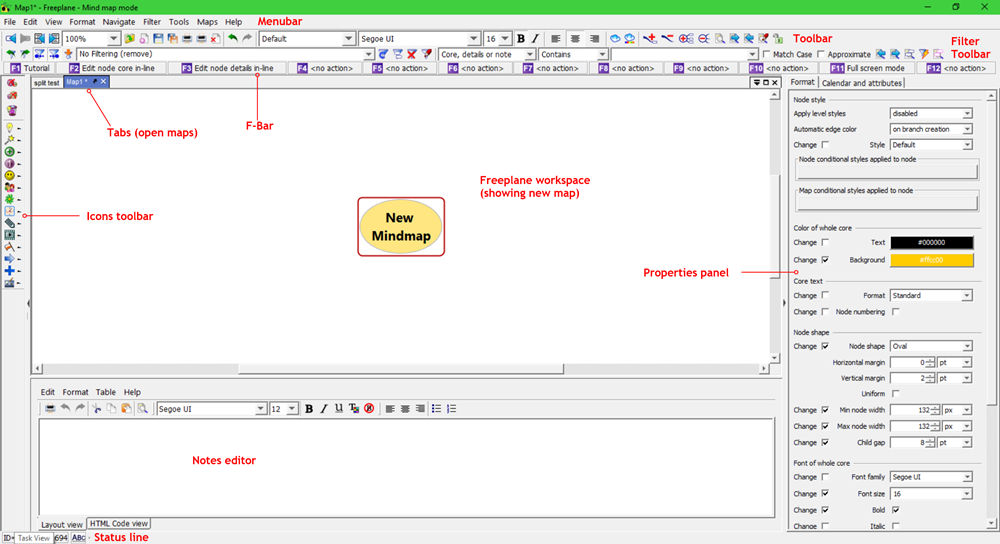 Map1* - Freeplane - Mind map mode
File Edit View Format Navigate Filter Tools Maps Help Menubar
100% Default Segoe UI 16 B I Toolbar
No Filtering (remove) Core, details or note Contains Match Case Approximate Filter Toolbar
F1 Tutorial F2 Edit node core in-line F3 Edit node details in-line F4 <no action> F5 <no action> F6 <no action> F7 <no action> F8 <no action> F9 <no action> F10 <no action> F11 Full screen mode F12 <no action>
split test Map1 * Format Calendar and attributes
Tabs (open maps)
F-Bar
Icons toolbar
Freeplane workspace
(showing new map)
New
Mindmap
Properties panel
Node style
Apply level styles disabled
Automatic edge color on branch creation
Change Style Default
Node conditional styles applied to node
Map conditional styles applied to node
Color of whole core
Change Text #000000
Change Background #ffcc00
Core text
Change Format Standard
Change Node numbering
Node shape
Change Node shape Oval
Horizontal margin 0 pt
Vertical margin 2 pt
Uniform
Change Min node width 132 px
Change Max node width 132 px
Change Child gap 8 pt
Font of whole core
Change Font family Segoe UI
Change Font size 16
Change Bold
Change Italic
Edit Format Table Help
Segoe UI 12 B I U
Notes editor
Layout view HTML Code view
ID= Task View 694 ABC Status line